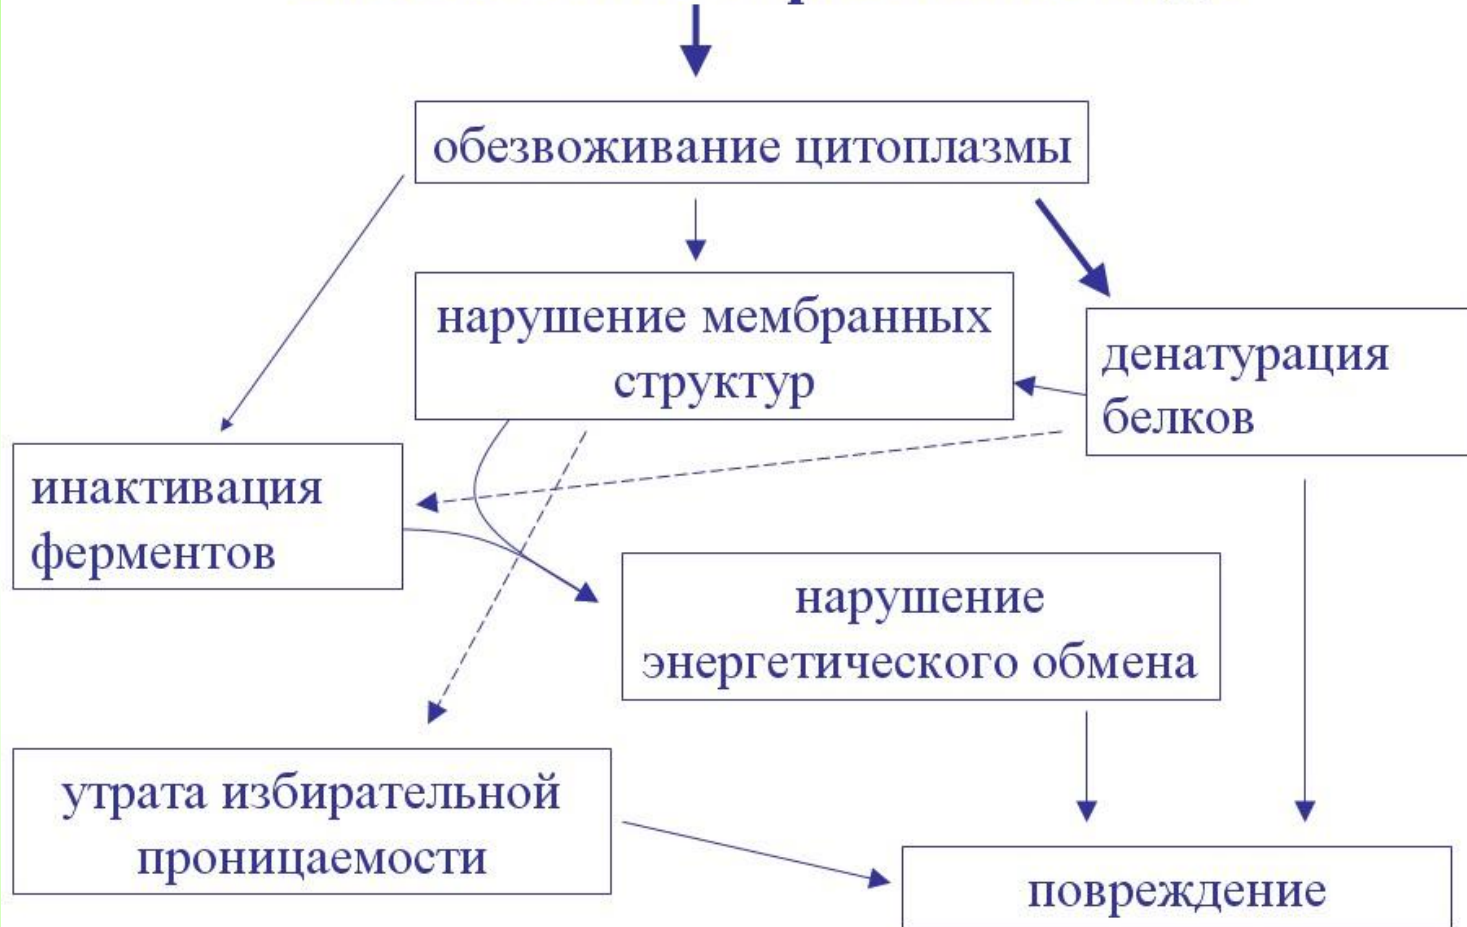 обезвоживание цитоплазмы
нарушение мембранных
структур
денатурация
белков
инактивация
ферментов
нарушение
энергетического обмена
утрата избирательной
проницаемости
повреждение